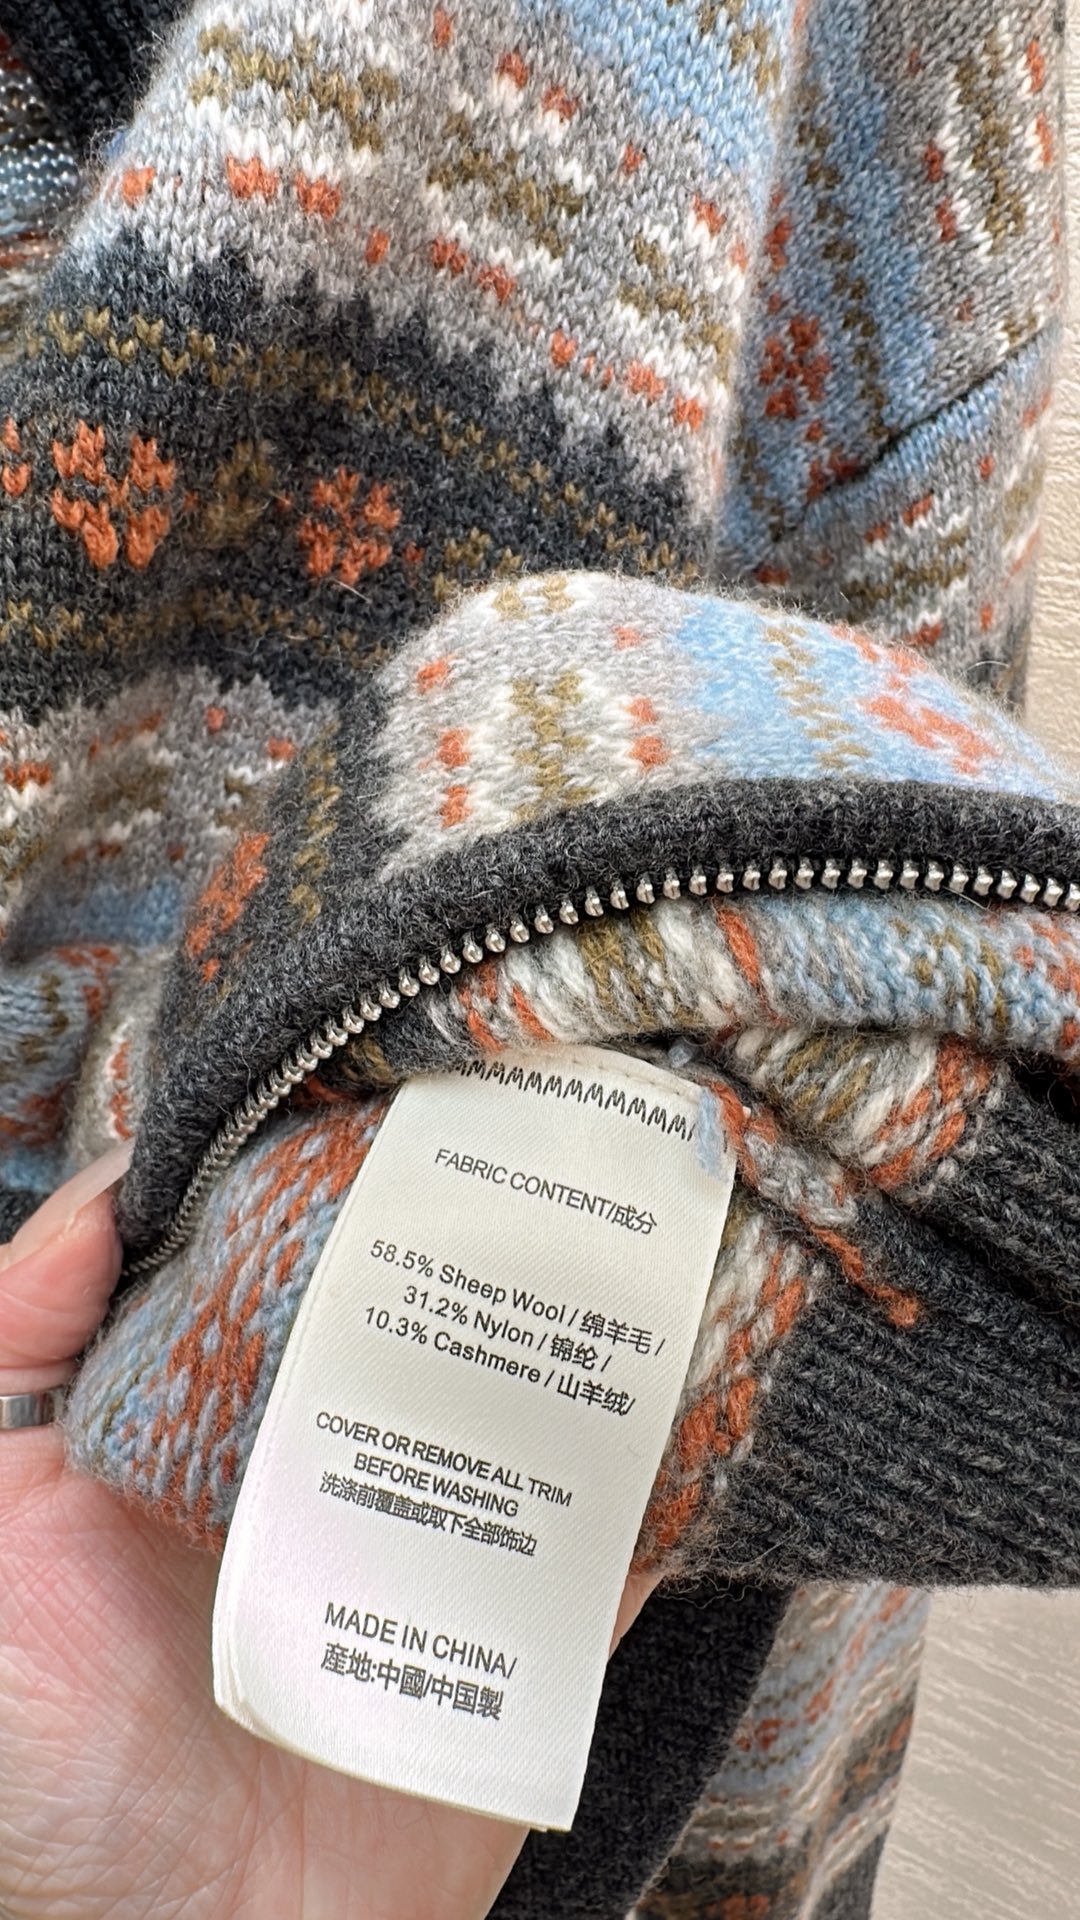 FABRIC CONTENT/成分
58.5% Sheep Wool / 绵羊毛 /
31.2% Nylon / 锦纶 /
10.3% Cashmere / 山羊绒/
COVER OR REMOVE ALL TRIM
BEFORE WASHING
洗涤前覆盖或取下全部饰边
MADE IN CHINA/
産地:中國/中国製